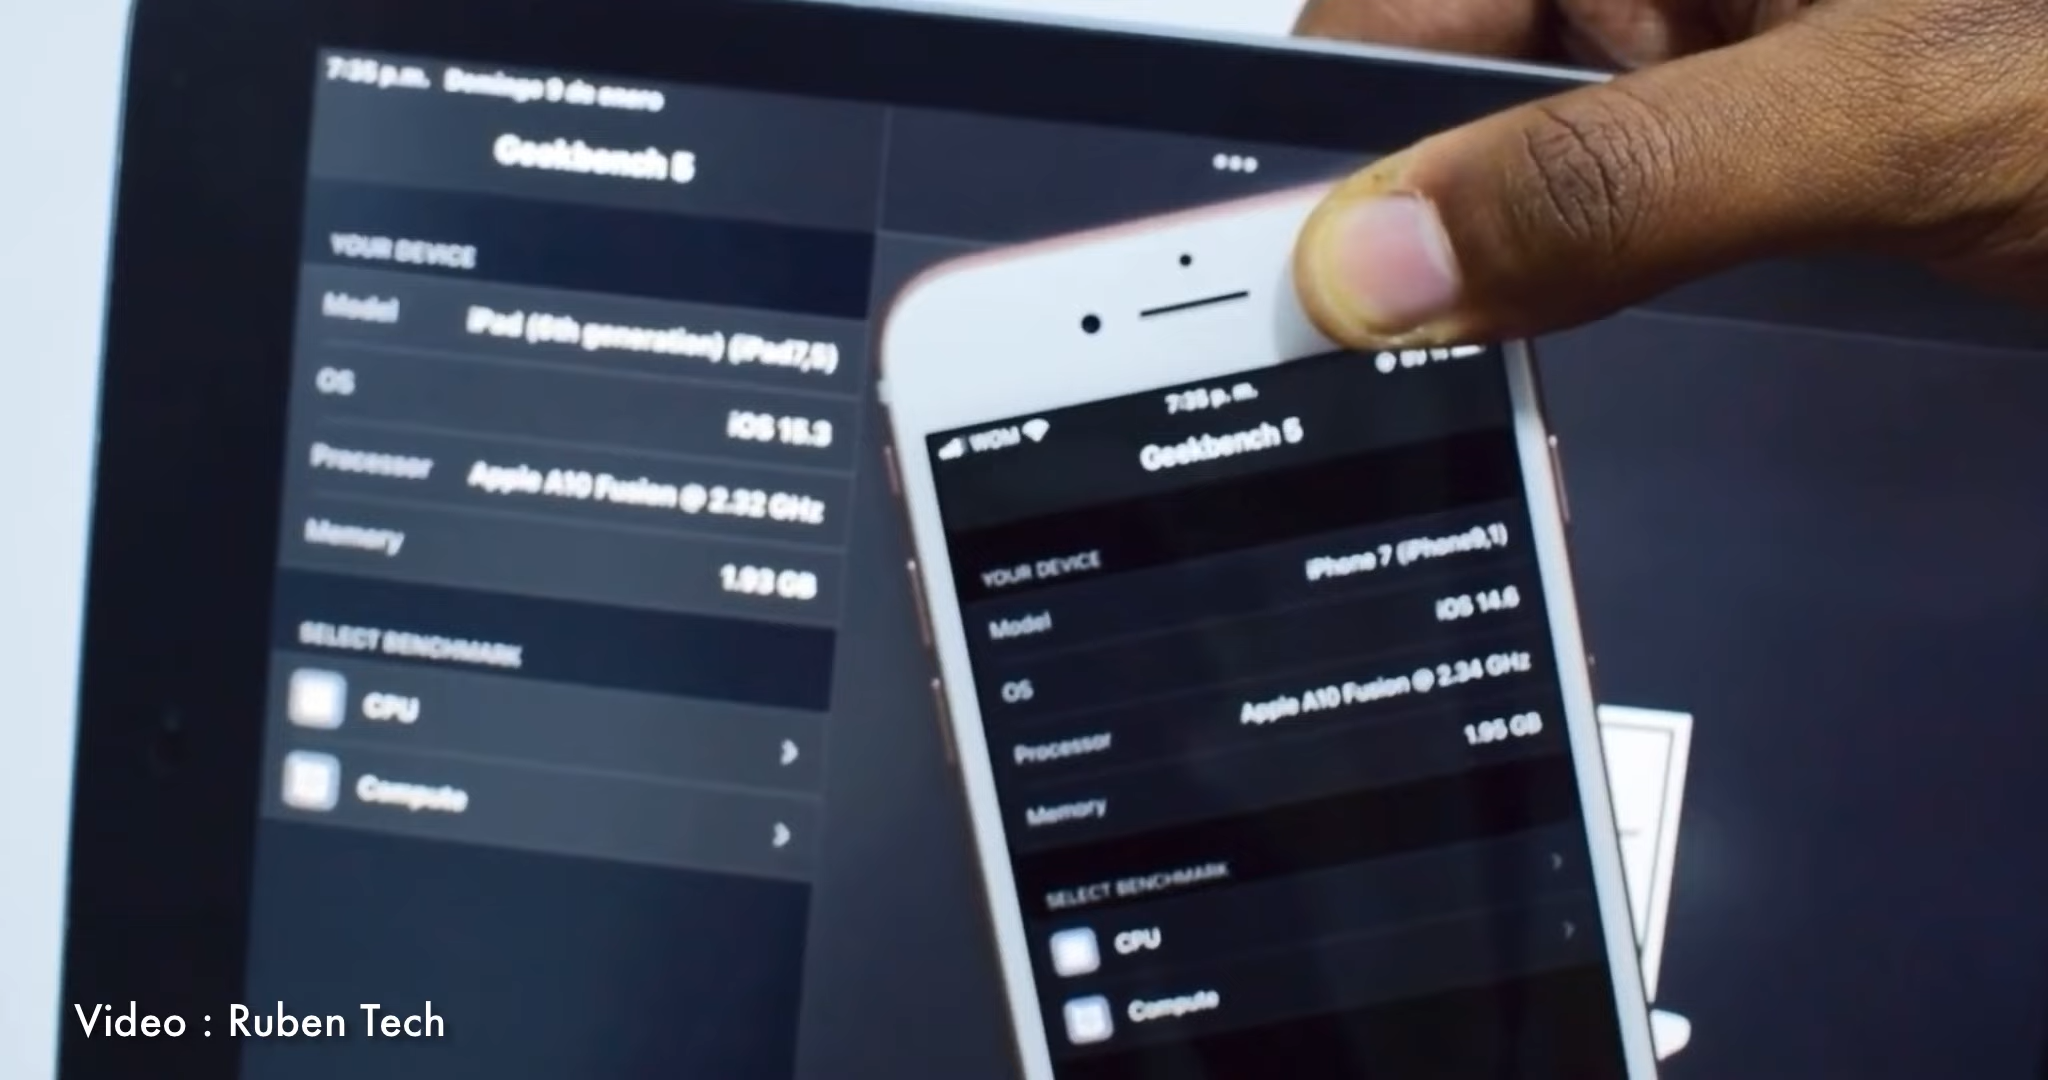 7:35 p.m. Domingo 9 de enero
Geekbench 5
YOUR DEVICE
Model iPad (6th generation) (iPad7,5)
OS iOS 15.3
Processor Apple A10 Fusion @ 2.32 GHz
Memory 1.93 GB
SELECT BENCHMARK
CPU
Compute
WOM 7:35 p. m.
Geekbench 5
YOUR DEVICE
Model iPhone 7 (iPhone9,1)
OS iOS 14.6
Processor Apple A10 Fusion @ 2.34 GHz
Memory 1.95 GB
SELECT BENCHMARK
CPU
Compute
Video : Ruben Tech